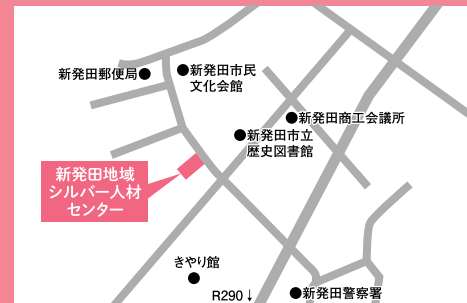 新発田郵便局
新発田市民
文化会館
新発田商工会議所
新発田市立
歴史図書館
新発田地域
シルバー人材
センター
きやり館
R290↓
新発田警察署